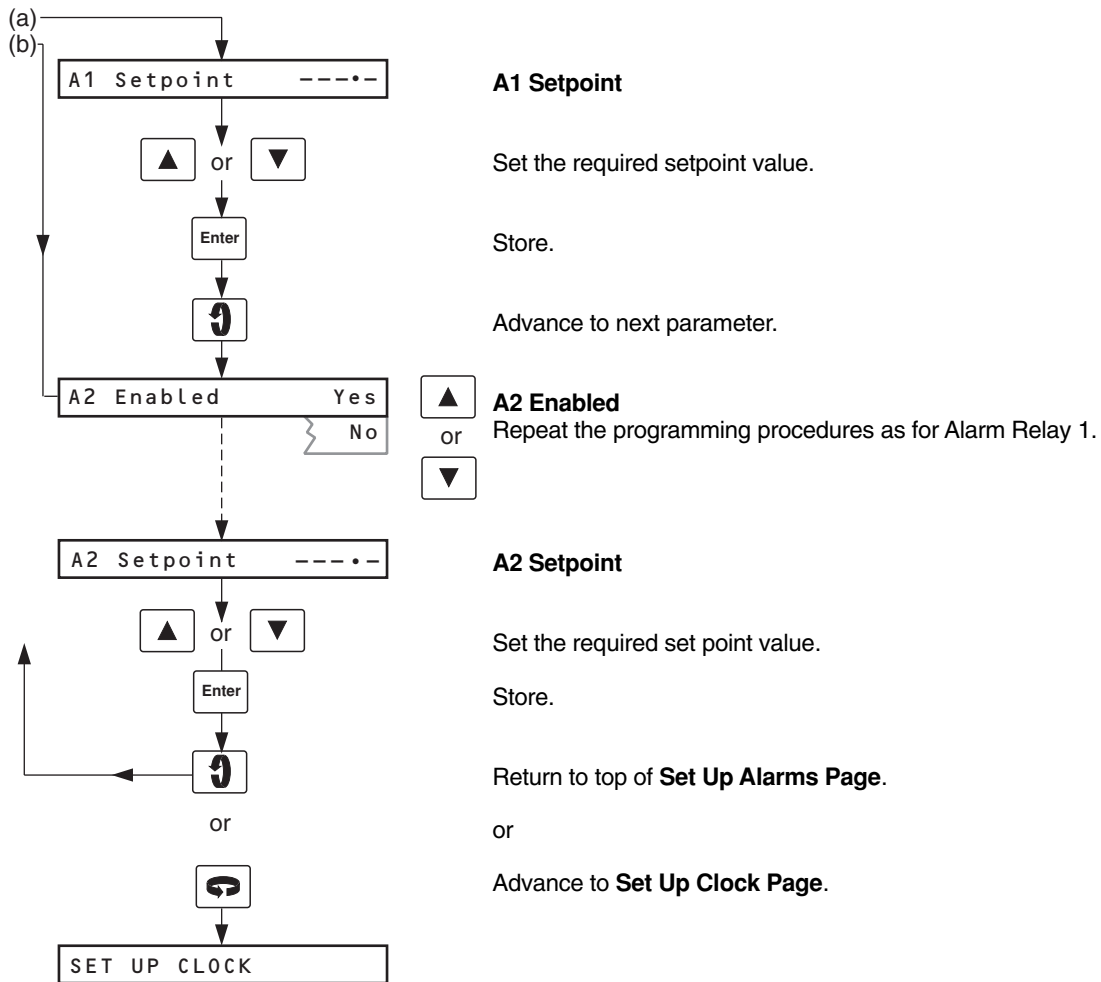 (a)
(b)
A1 Setpoint ---•-
A1 Setpoint
or
Set the required setpoint value.
Enter
Store.
Advance to next parameter.
A2 Enabled Yes
No
or
A2 Enabled
Repeat the programming procedures as for Alarm Relay 1.
A2 Setpoint ---•-
A2 Setpoint
or
Set the required set point value.
Enter
Store.
Return to top of Set Up Alarms Page.
or
or
Advance to Set Up Clock Page.
SET UP CLOCK